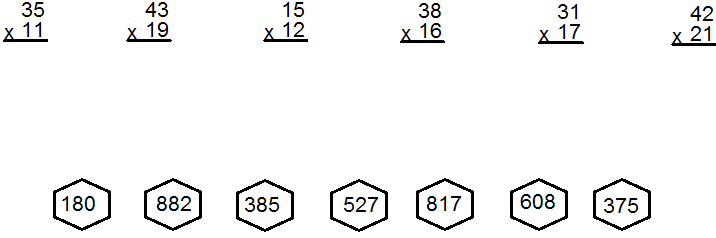 35 43 15 38 31 42
x 11 x 19 x 12 x 16 x 17 x 21
180 882 385 527 817 608 375